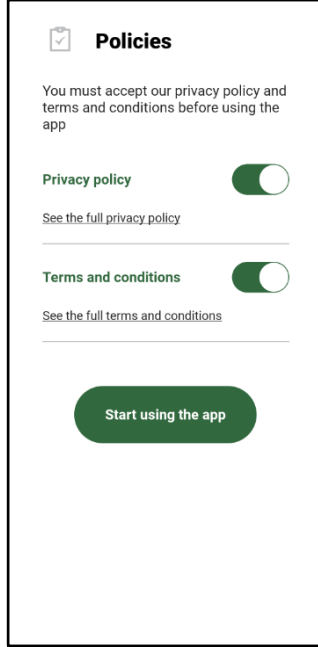 Policies
You must accept our privacy policy and
terms and conditions before using the
app
Privacy policy
See the full privacy policy
Terms and conditions
See the full terms and conditions
Start using the app